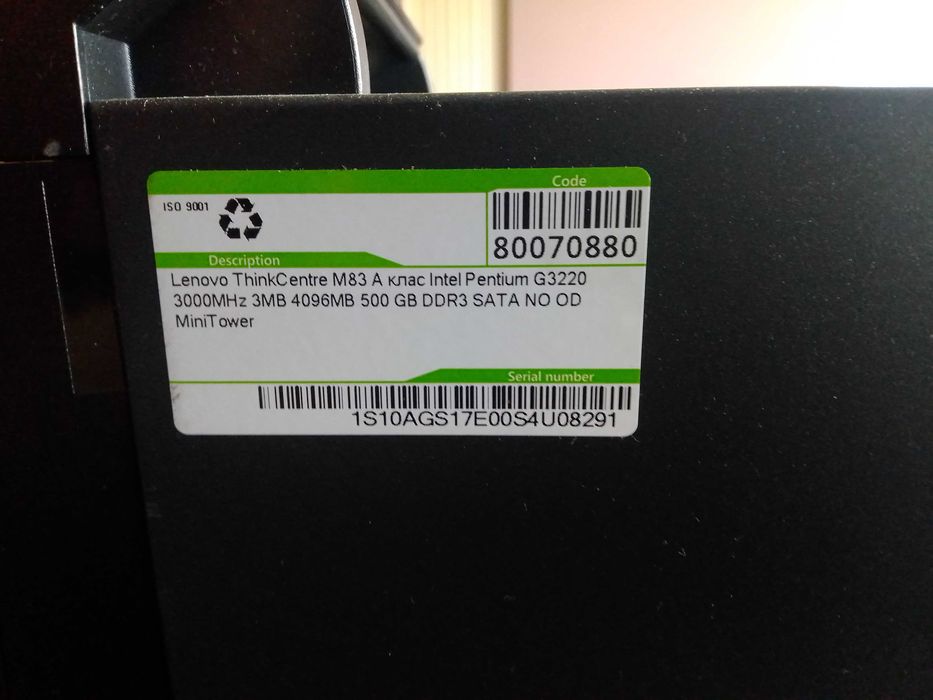 Code
ISO 9001
80070880
Description
Lenovo ThinkCentre M83 А клас Intel Pentium G3220
3000MHz 3MB 4096MB 500 GB DDR3 SATA NO OD
MiniTower
Serial number
1S10AGS17E00S4U08291